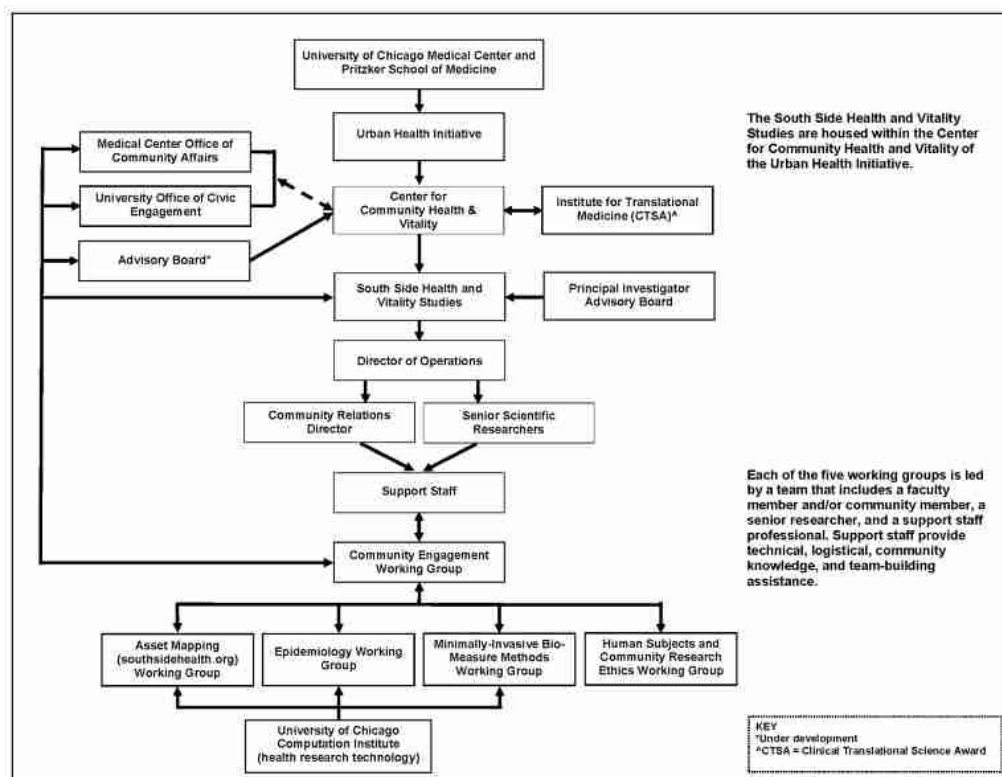 University of Chicago Medical Center and
Pritzker School of Medicine
Urban Health Initiative
The South Side Health and Vitality
Studies are housed within the Center
for Community Health and Vitality of
the Urban Health Initiative.
Medical Center Office of
Community Affairs
University Office of Civic
Engagement
Center for
Community Health &
Vitality
Institute for Translational
Medicine (CTSA)^
Advisory Board*
South Side Health and
Vitality Studies
Principal Investigator
Advisory Board
Director of Operations
Community Relations
Director
Senior Scientific
Researchers
Support Staff
Each of the five working groups is led
by a team that includes a faculty
member and/or community member, a
senior researcher, and a support staff
professional. Support staff provide
technical, logistical, community
knowledge, and team-building
assistance.
Community Engagement
Working Group
Asset Mapping
(southsidehealth.org)
Working Group
Epidemiology Working
Group
Minimally-Invasive Bio-
Measure Methods
Working Group
Human Subjects and
Community Research
Ethics Working Group
University of Chicago
Computation Institute
(health research technology)
KEY
*Under development
^CTSA = Clinical Translational Science Award